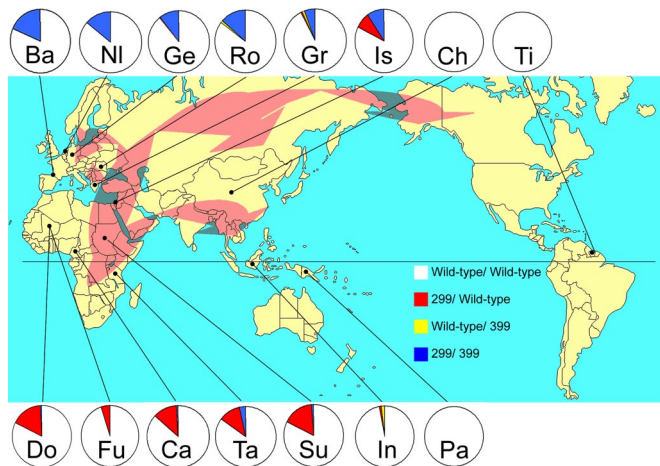 Ba Nl Ge Ro Gr Is Ch Ti
Wild-type/ Wild-type
299/ Wild-type
Wild-type/ 399
299/ 399
Do Fu Ca Ta Su In Pa